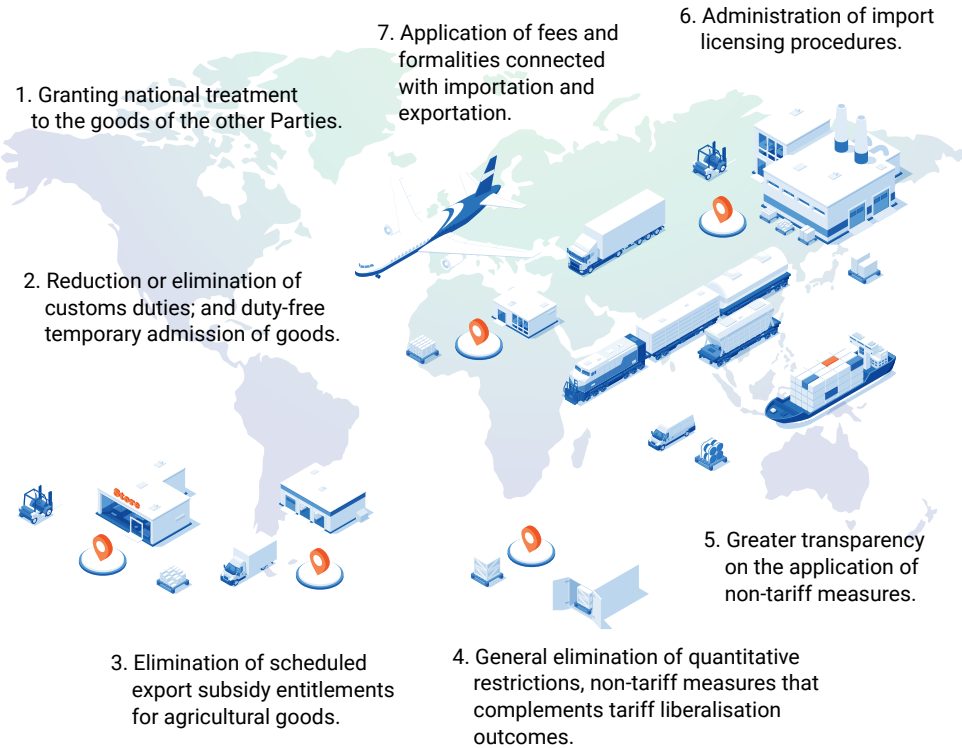 1. Granting national treatment
to the goods of the other Parties.
2. Reduction or elimination of
customs duties; and duty-free
temporary admission of goods.
3. Elimination of scheduled
export subsidy entitlements
for agricultural goods.
4. General elimination of quantitative
restrictions, non-tariff measures that
complements tariff liberalisation
outcomes.
5. Greater transparency
on the application of
non-tariff measures.
6. Administration of import
licensing procedures.
7. Application of fees and
formalities connected
with importation and
exportation.
Store